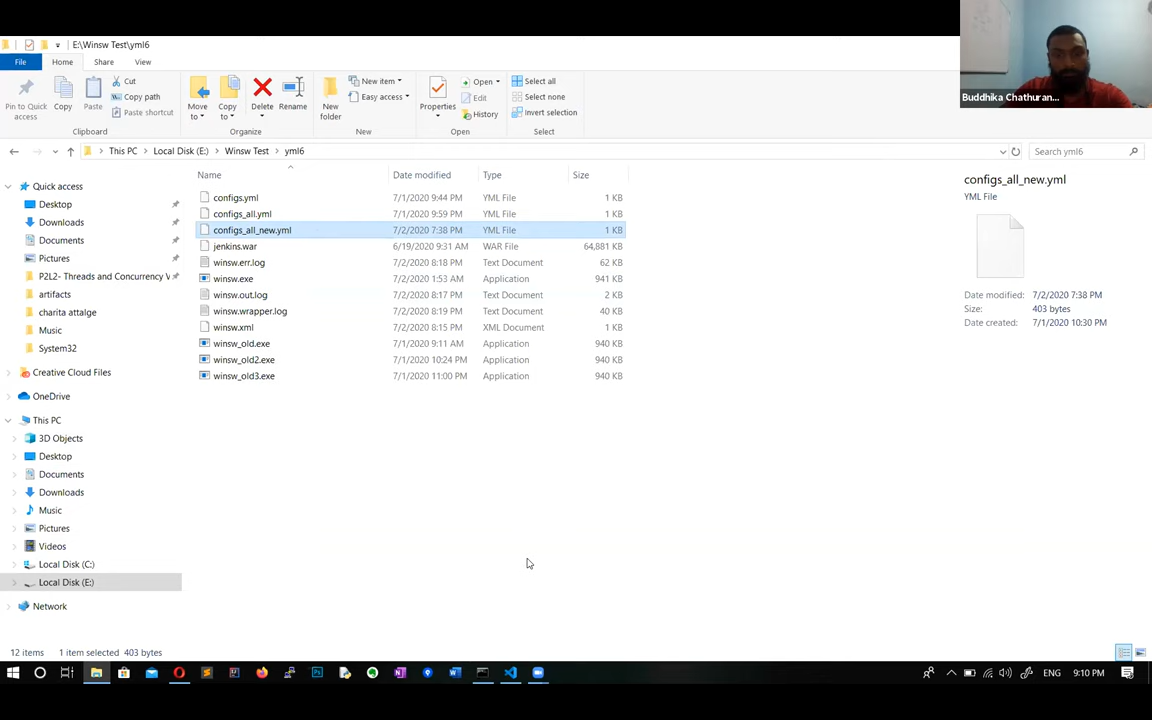 E:\Winsw Test\yml6
File Home Share View
Pin to Quick access
Copy
Paste
Cut
Copy path
Paste shortcut
Clipboard
Move to
Copy to
Delete
Rename
Organize
New folder
New item
Easy access
New
Properties
Open
Edit
History
Open
Select all
Select none
Invert selection
Select
Buddhika Chathuran...
This PC > Local Disk (E:) > Winsw Test > yml6
Search yml6
Name Date modified Type Size
configs.yml 7/1/2020 9:44 PM YML File 1 KB
configs_all.yml 7/1/2020 9:59 PM YML File 1 KB
configs_all_new.yml 7/2/2020 7:38 PM YML File 1 KB
jenkins.war 6/19/2020 9:31 AM WAR File 64,881 KB
winsw.err.log 7/2/2020 8:18 PM Text Document 62 KB
winsw.exe 7/2/2020 1:53 AM Application 941 KB
winsw.out.log 7/2/2020 8:17 PM Text Document 2 KB
winsw.wrapper.log 7/2/2020 8:19 PM Text Document 40 KB
winsw.xml 7/2/2020 8:15 PM XML Document 1 KB
winsw_old.exe 7/1/2020 9:11 AM Application 940 KB
winsw_old2.exe 7/1/2020 10:24 PM Application 940 KB
winsw_old3.exe 7/1/2020 11:00 PM Application 940 KB
Quick access
Desktop
Downloads
Documents
Pictures
P2L2- Threads and Concurrency V
artifacts
charita attalge
Music
System32
Creative Cloud Files
OneDrive
This PC
3D Objects
Desktop
Documents
Downloads
Music
Pictures
Videos
Local Disk (C:)
Local Disk (E:)
Network
configs_all_new.yml
YML File
Date modified: 7/2/2020 7:38 PM
Size: 403 bytes
Date created: 7/1/2020 10:30 PM
12 items 1 item selected 403 bytes
ENG 9:10 PM